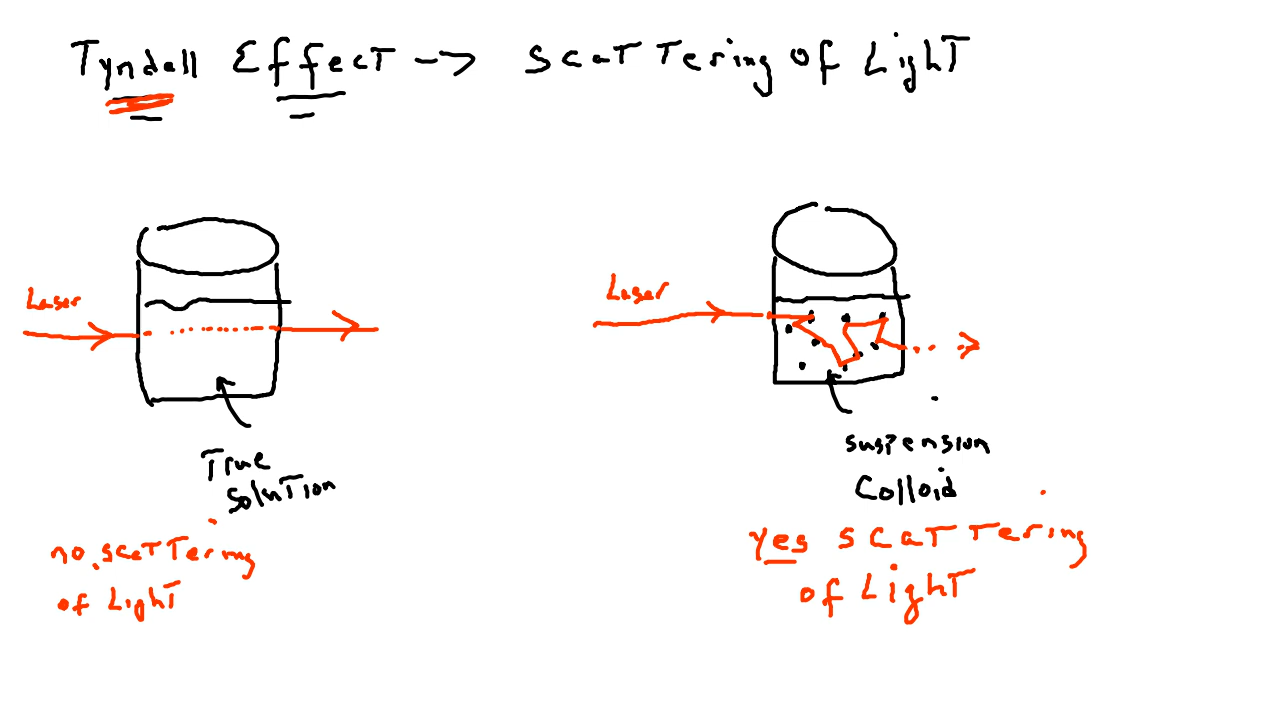 Tyndall Effect → Scattering of Light
Laser
True
Solution
no scattering
of Light
Laser
suspension
Colloid
yes scattering
of Light